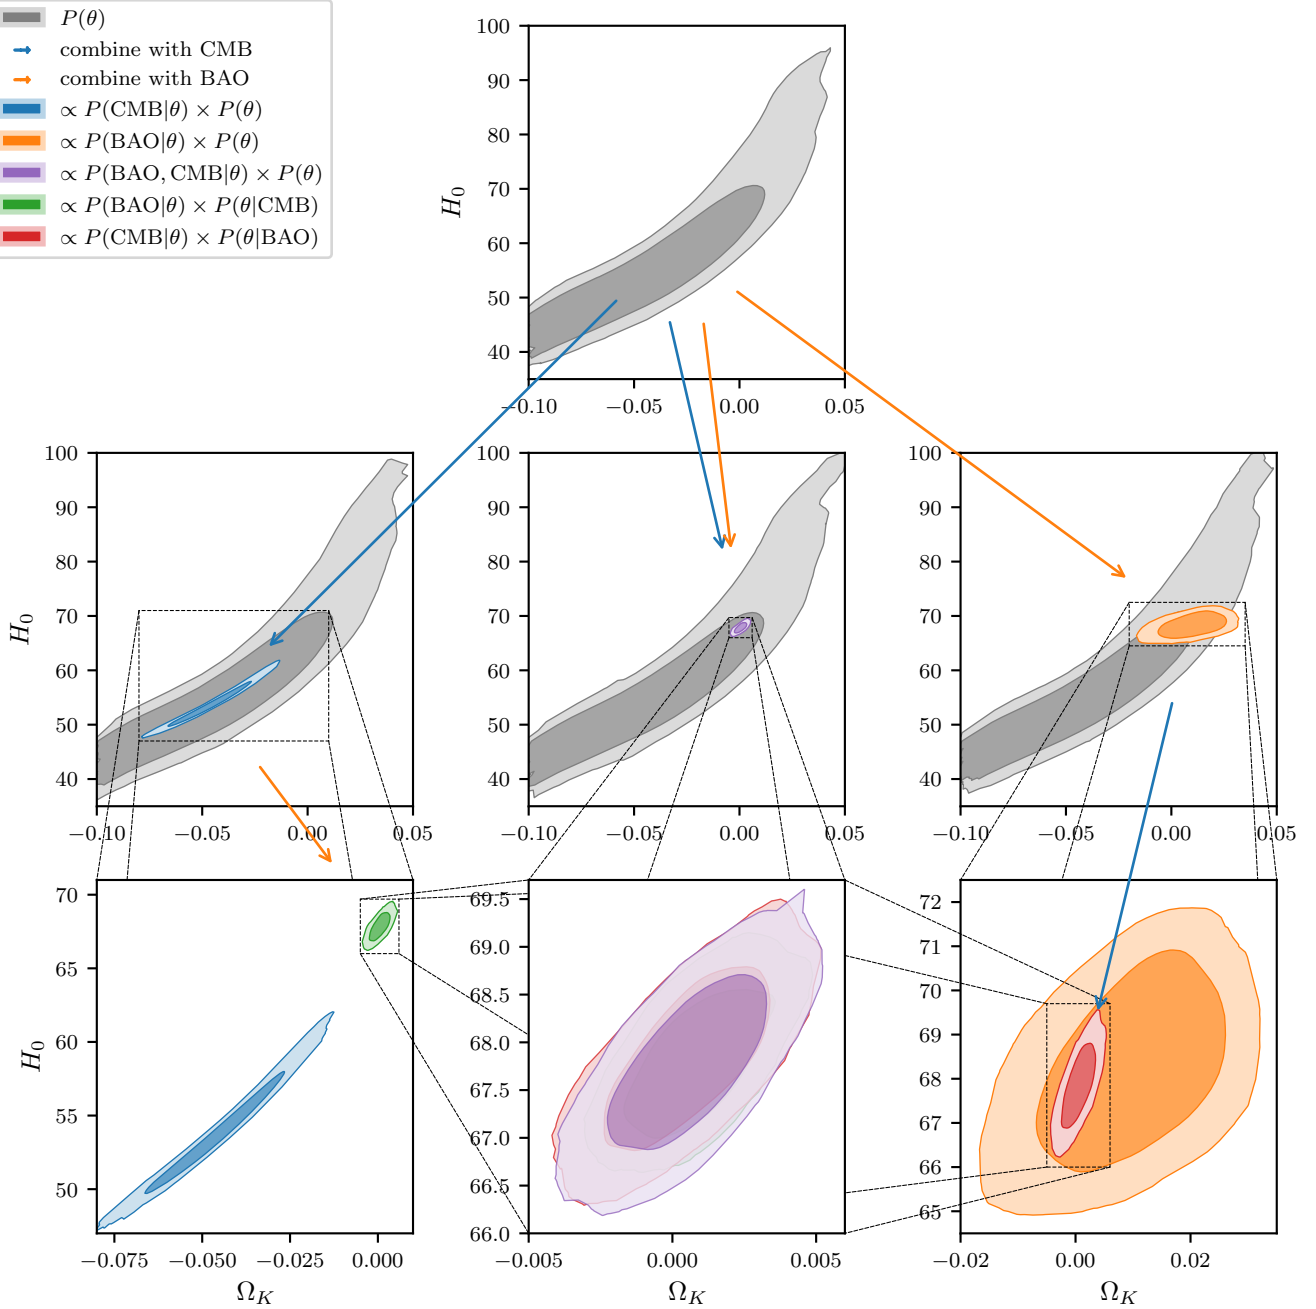 P(θ)
combine with CMB
combine with BAO
∝ P(CMB|θ) × P(θ)
∝ P(BAO|θ) × P(θ)
∝ P(BAO, CMB|θ) × P(θ)
∝ P(BAO|θ) × P(θ|CMB)
∝ P(CMB|θ) × P(θ|BAO)
100
90
80
70
60
50
40
H₀
−0.10 −0.05 0.00 0.05
100 100 100
90 90 90
80 80 80
70 70 70
60 60 60
50 50 50
40 40 40
H₀
−0.10 −0.05 0.00 0.05 −0.10 −0.05 0.00 0.05 −0.10 −0.05 0.00 0.05
70
65
60
55
50
H₀
−0.075 −0.050 −0.025 0.000
Ω_K
69.5
69.0
68.5
68.0
67.5
67.0
66.5
66.0
−0.005 0.000 0.005
Ω_K
72
71
70
69
68
67
66
65
−0.02 0.00 0.02
Ω_K